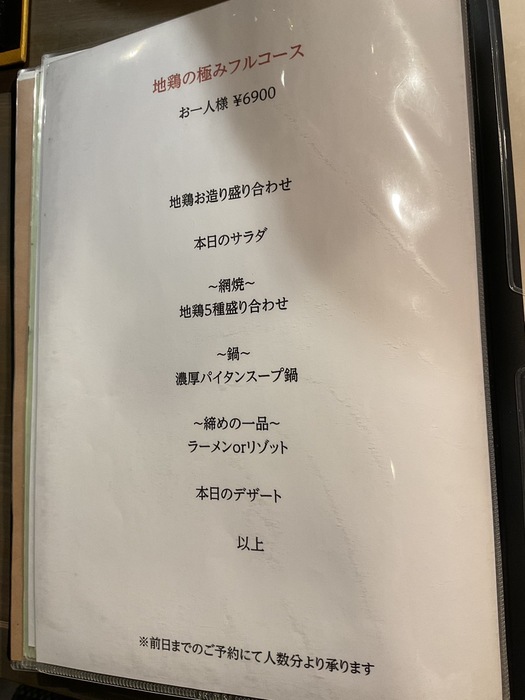 地鶏の極みフルコース
お一人様 ¥6900
地鶏お造り盛り合わせ
本日のサラダ
~網焼~
地鶏5種盛り合わせ
~鍋~
濃厚パイタンスープ鍋
~締めの一品~
ラーメンorリゾット
本日のデザート
以上
※前日までのご予約にて人数分より承ります